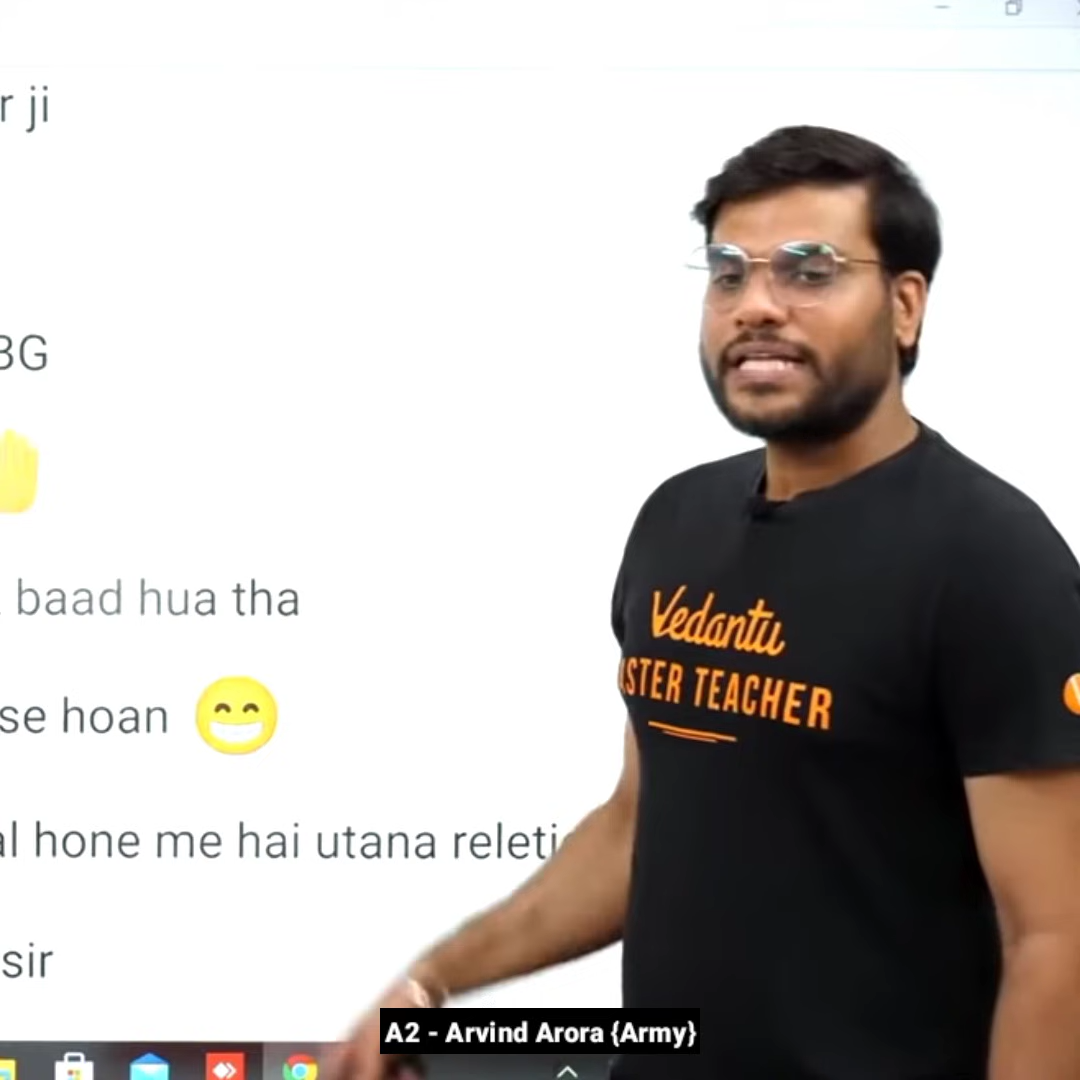 r ji
BG
baad hua tha
se hoan
al hone me hai utana releti
sir
Vedantu
STER TEACHER
A2 - Arvind Arora {Army}